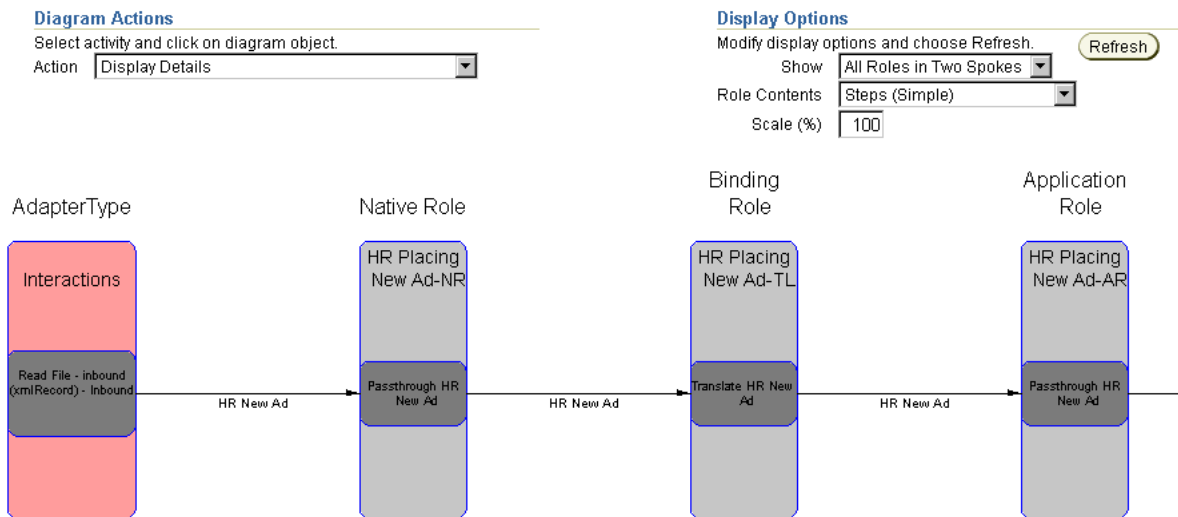 Diagram Actions
Select activity and click on diagram object.
Action Display Details
Display Options
Modify display options and choose Refresh. Refresh
Show All Roles in Two Spokes
Role Contents Steps (Simple)
Scale (%) 100
AdapterType
Native Role
Binding
Role
Application
Role
Interactions
HR Placing
New Ad-NR
HR Placing
New Ad-TL
HR Placing
New Ad-AR
Read File - inbound
(xmlRecord) - Inbound
HR New Ad
Passthrough HR
New Ad
HR New Ad
Translate HR New
Ad
HR New Ad
Passthrough HR
New Ad